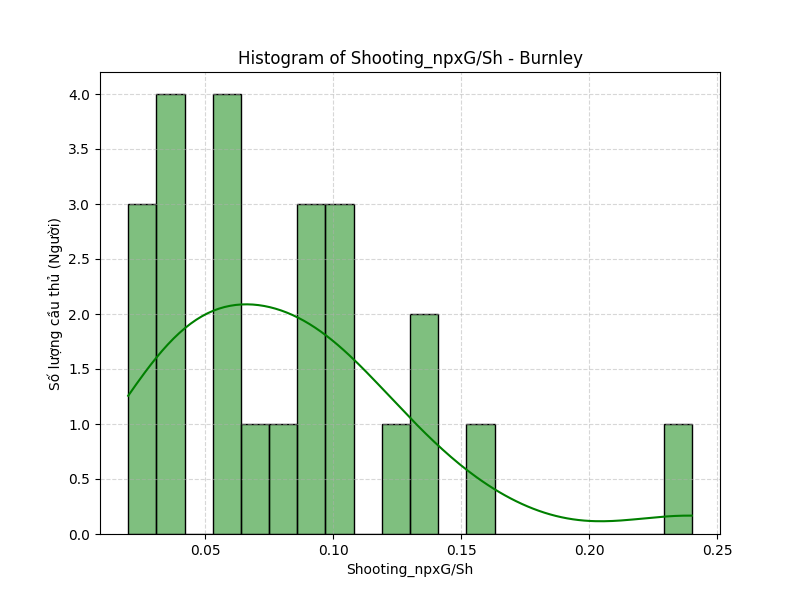 Histogram of Shooting_npxG/Sh - Burnley
Số lượng cầu thủ (Người)
4.0
3.5
3.0
2.5
2.0
1.5
1.0
0.5
0.0
0.05 0.10 0.15 0.20 0.25
Shooting_npxG/Sh